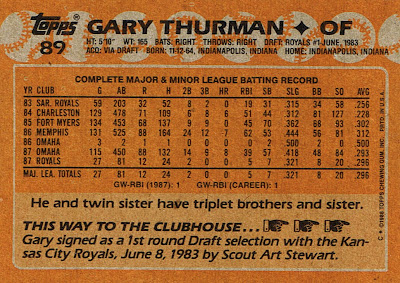 Topps
89
GARY THURMAN ✦ OF
HT: 5'10" WT: 165 BATS: RIGHT THROWS: RIGHT DRAFT: ROYALS #1-JUNE, 1983
ACQ: VIA DRAFT BORN: 11-12-64, INDIANAPOLIS, INDIANA HOME: INDIANAPOLIS, INDIANA
COMPLETE MAJOR & MINOR LEAGUE BATTING RECORD
YR CLUB G AB R H 2B 3B HR RBI SB SLG BB SO AVG
83 SAR. ROYALS 59 203 32 52 8 2 0 19 31 .315 34 58 .256
84 CHARLESTON 129 478 71 109 6 8 6 51 44 .312 81 127 .228
85 FORT MYERS 134 453 68 137 9 9 0 45 70 .362 68 93 .302
86 MEMPHIS 131 525 88 164 24 12 7 62 53 .444 56 81 .312
86 OMAHA 3 2 1 1 0 0 0 0 2 .500 2 0 .500
87 OMAHA 115 450 88 132 14 9 8 39 57 .418 48 84 .293
87 ROYALS 27 81 12 24 2 0 0 5 7 .321 8 20 .296
MAJ. LEA. TOTALS 27 81 12 24 2 0 0 5 7 .321 8 20 .296
GW-RBI (1987): 1 GW-RBI (CAREER): 1
He and twin sister have triplet brothers and sister.
THIS WAY TO THE CLUBHOUSE...
Gary signed as a 1st round Draft selection with the Kan-
sas City Royals, June 8, 1983 by Scout Art Stewart.